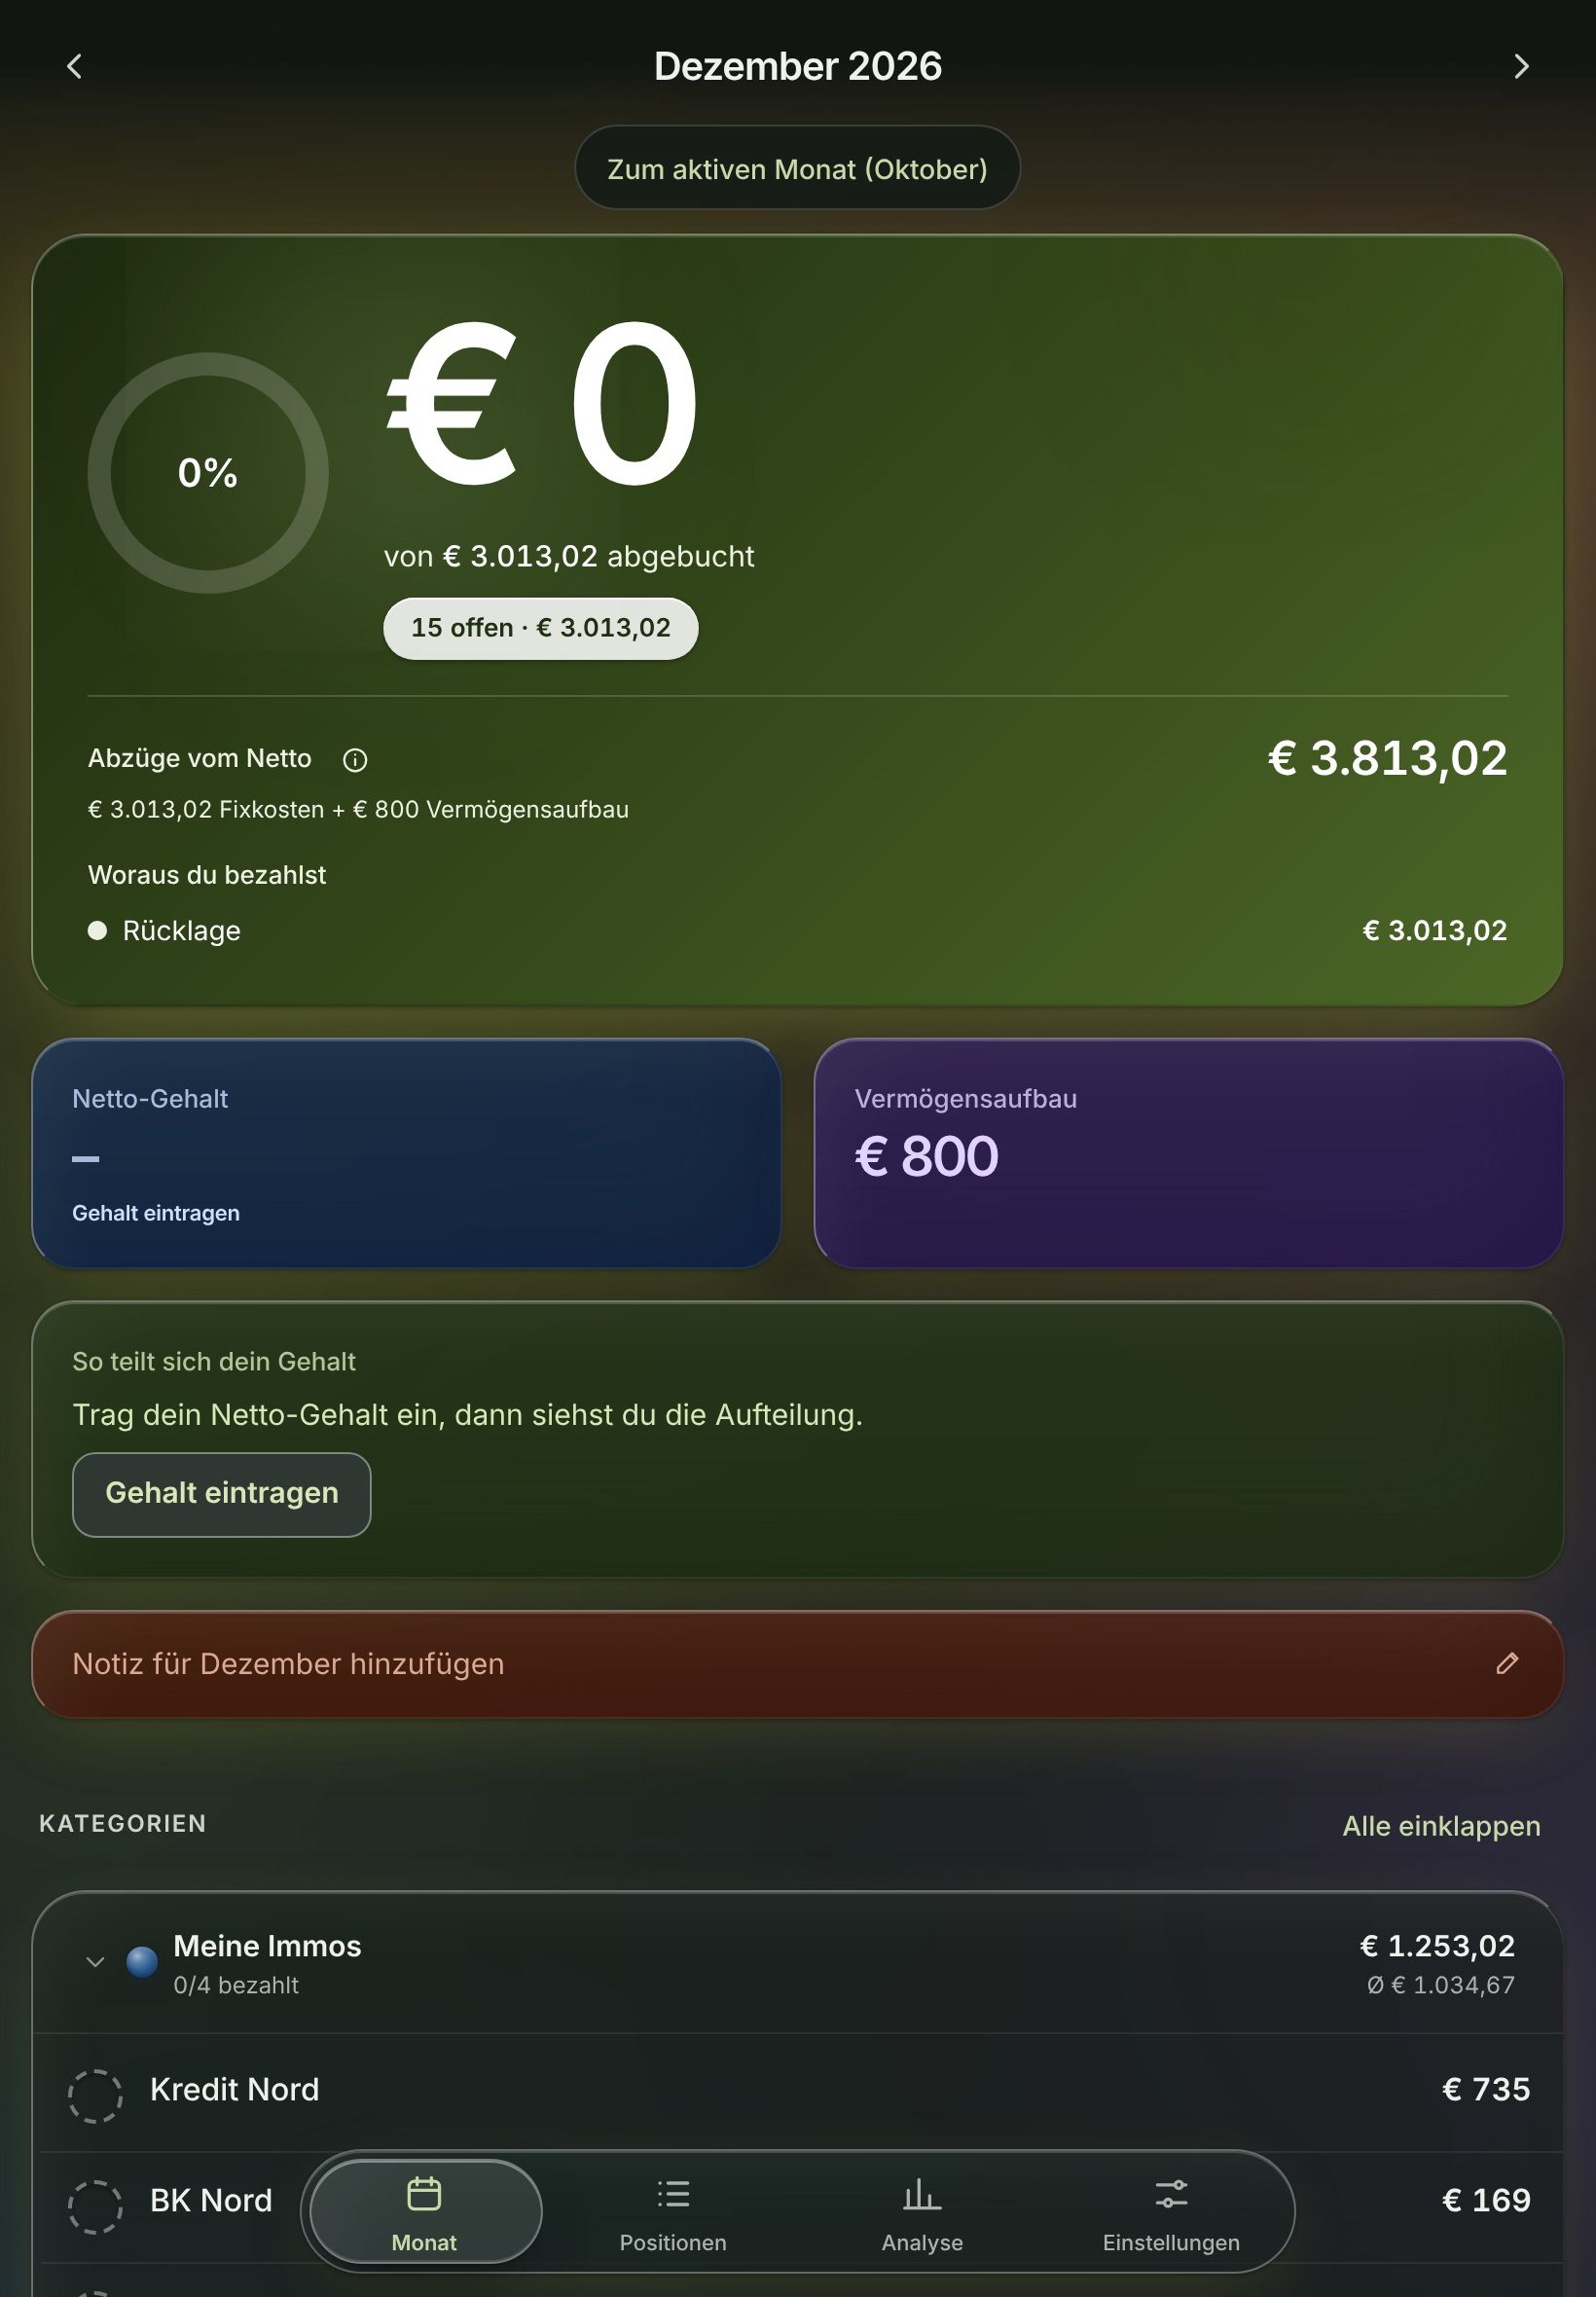 Dezember 2026
Zum aktiven Monat (Oktober)
€ 0
0%
von € 3.013,02 abgebucht
15 offen · € 3.013,02
Abzüge vom Netto
€ 3.813,02
€ 3.013,02 Fixkosten + € 800 Vermögensaufbau
Woraus du bezahlst
Rücklage
€ 3.013,02
Netto-Gehalt
–
Gehalt eintragen
Vermögensaufbau
€ 800
So teilt sich dein Gehalt
Trag dein Netto-Gehalt ein, dann siehst du die Aufteilung.
Gehalt eintragen
Notiz für Dezember hinzufügen
KATEGORIEN
Alle einklappen
Meine Immos
€ 1.253,02
0/4 bezahlt
Ø € 1.034,67
Kredit Nord
€ 735
BK Nord
€ 169
Monat
Positionen
Analyse
Einstellungen